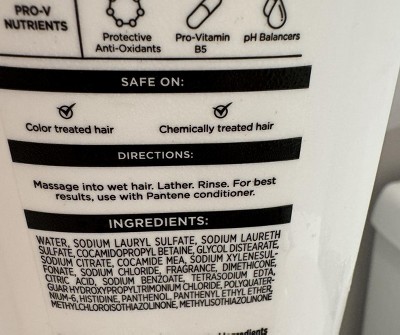 PRO-V
NUTRIENTS
Protective
Anti-Oxidants
Pro-Vitamin
B5
pH Balancers
SAFE ON:
Color treated hair
Chemically treated hair
DIRECTIONS:
Massage into wet hair. Lather. Rinse. For best
results, use with Pantene conditioner.
INGREDIENTS:
WATER, SODIUM LAURYL SULFATE, SODIUM LAURETH
SULFATE, COCAMIDOPROPYL BETAINE, GLYCOL DISTEARATE,
SODIUM CITRATE, COCAMIDE MEA, SODIUM XYLENESUL-
FONATE, SODIUM CHLORIDE, FRAGRANCE, DIMETHICONE,
CITRIC ACID, SODIUM BENZOATE, TETRASODIUM EDTA,
GUAR HYDROXYPROPYLTRIMONIUM CHLORIDE, POLYQUATER-
NIUM-6, HISTIDINE, PANTHENOL, PANTHENYL ETHYL ETHER,
METHYLCHLOROISOTHIAZOLINONE, METHYLISOTHIAZOLINONE
Ingredients